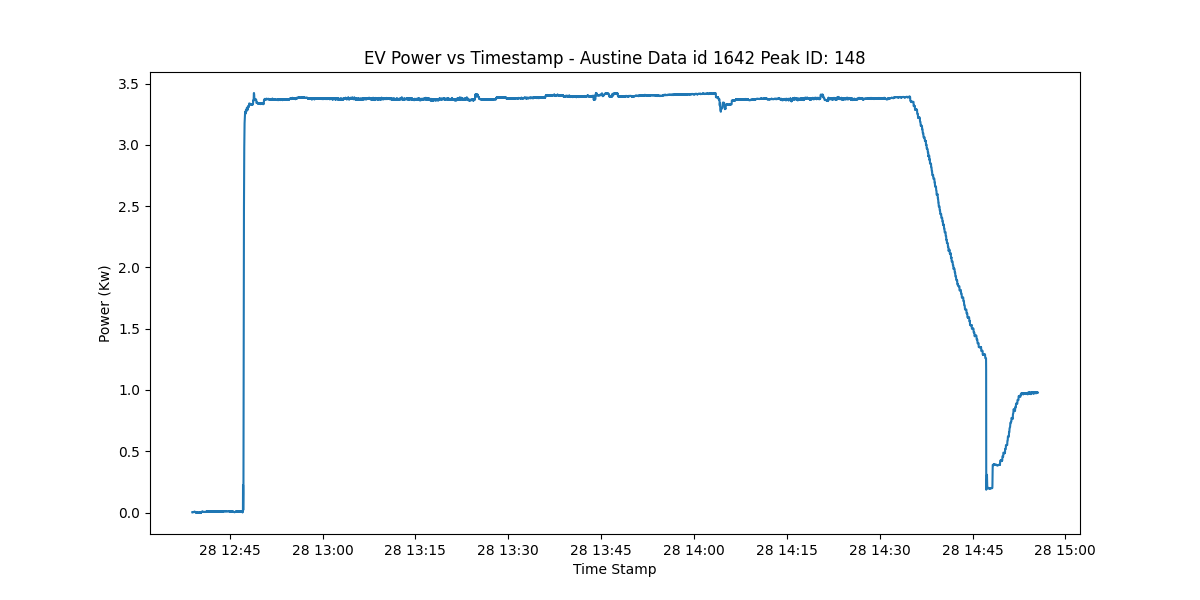 EV Power vs Timestamp - Austine Data id 1642 Peak ID: 148
3.5
3.0
2.5
2.0
1.5
1.0
0.5
0.0
Power (Kw)
28 12:45 28 13:00 28 13:15 28 13:30 28 13:45 28 14:00 28 14:15 28 14:30 28 14:45 28 15:00
Time Stamp